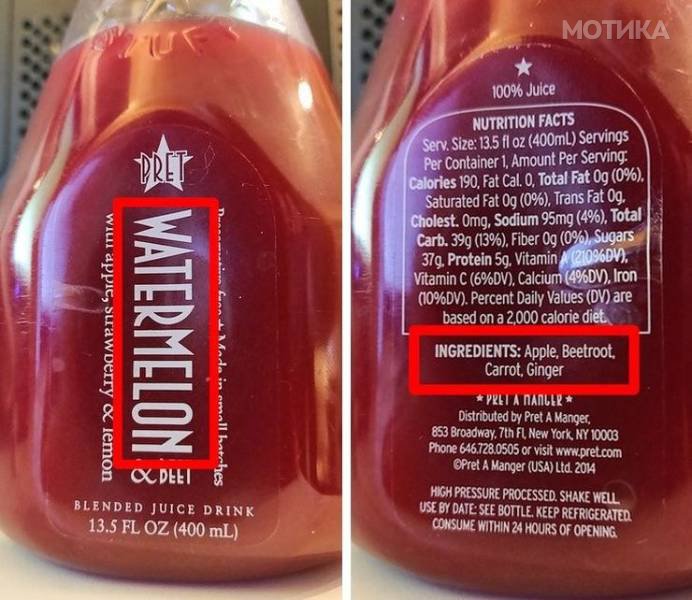 МОТИКА
PRET
WATERMELON
& BEET
with apple, strawberry & lemon
Made in small batches
BLENDED JUICE DRINK
13.5 FL OZ (400 mL)
100% Juice
NUTRITION FACTS
Serv. Size: 13.5 fl oz (400mL) Servings
Per Container 1, Amount Per Serving:
Calories 190, Fat Cal. 0, Total Fat 0g (0%),
Saturated Fat 0g (0%), Trans Fat 0g,
Cholest. 0mg, Sodium 95mg (4%), Total
Carb. 39g (13%), Fiber 0g (0%), Sugars
37g, Protein 5g, Vitamin A (210%DV),
Vitamin C (6%DV), Calcium (4%DV), Iron
(10%DV). Percent Daily Values (DV) are
based on a 2,000 calorie diet.
INGREDIENTS: Apple, Beetroot,
Carrot, Ginger
PRET A MANGER
Distributed by Pret A Manger,
853 Broadway, 7th Fl, New York, NY 10003
Phone 646.728.0505 or visit www.pret.com
©Pret A Manger (USA) Ltd. 2014
HIGH PRESSURE PROCESSED. SHAKE WELL.
USE BY DATE: SEE BOTTLE. KEEP REFRIGERATED.
CONSUME WITHIN 24 HOURS OF OPENING.